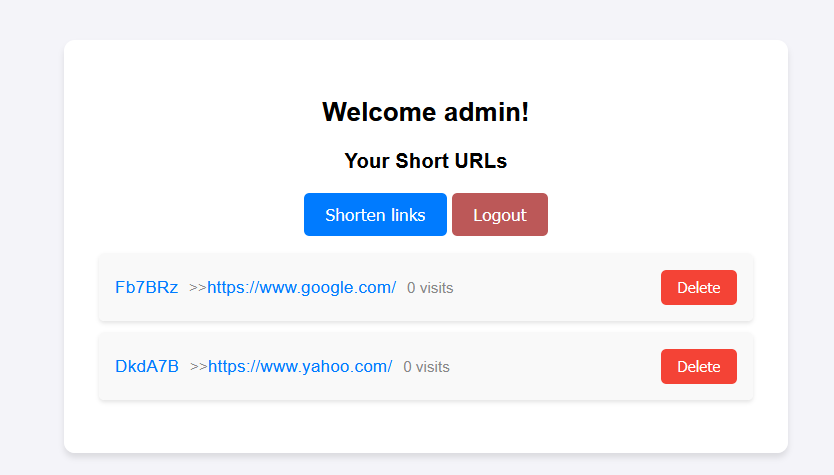 Welcome admin!
Your Short URLs
Shorten links Logout
Fb7BRz >>https://www.google.com/ 0 visits Delete
DkdA7B >>https://www.yahoo.com/ 0 visits Delete